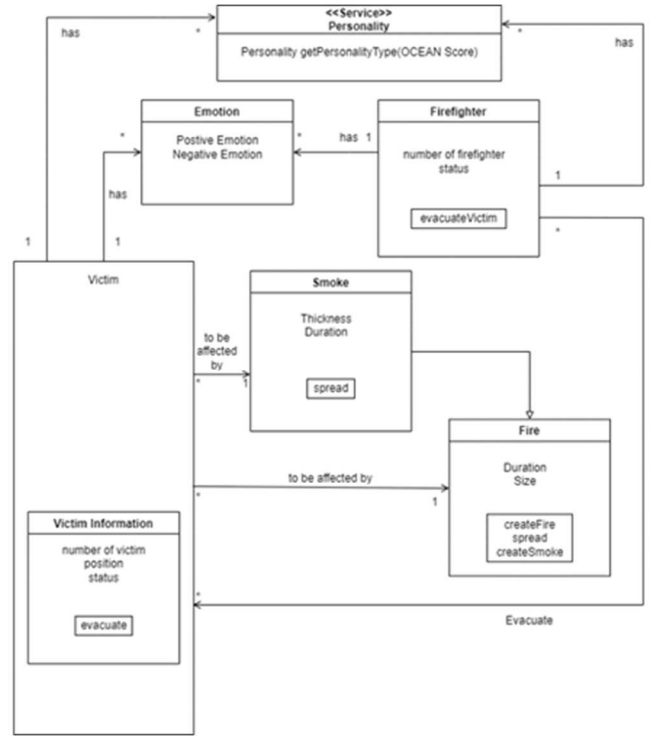 <<Service>>
Personality
Personality getPersonalityType(OCEAN Score)
has
*
*
has
Emotion
Postive Emotion
Negative Emotion
*
*
has 1
Firefighter
number of firefighter
status
evacuateVictim
1
*
has
1
1
Victim
Smoke
Thickness
Duration
spread
to be
affected
by
*
1
Fire
Duration
Size
createFire
spread
createSmoke
to be affected by
*
1
Victim Information
number of victim
position
status
evacuate
*
Evacuate